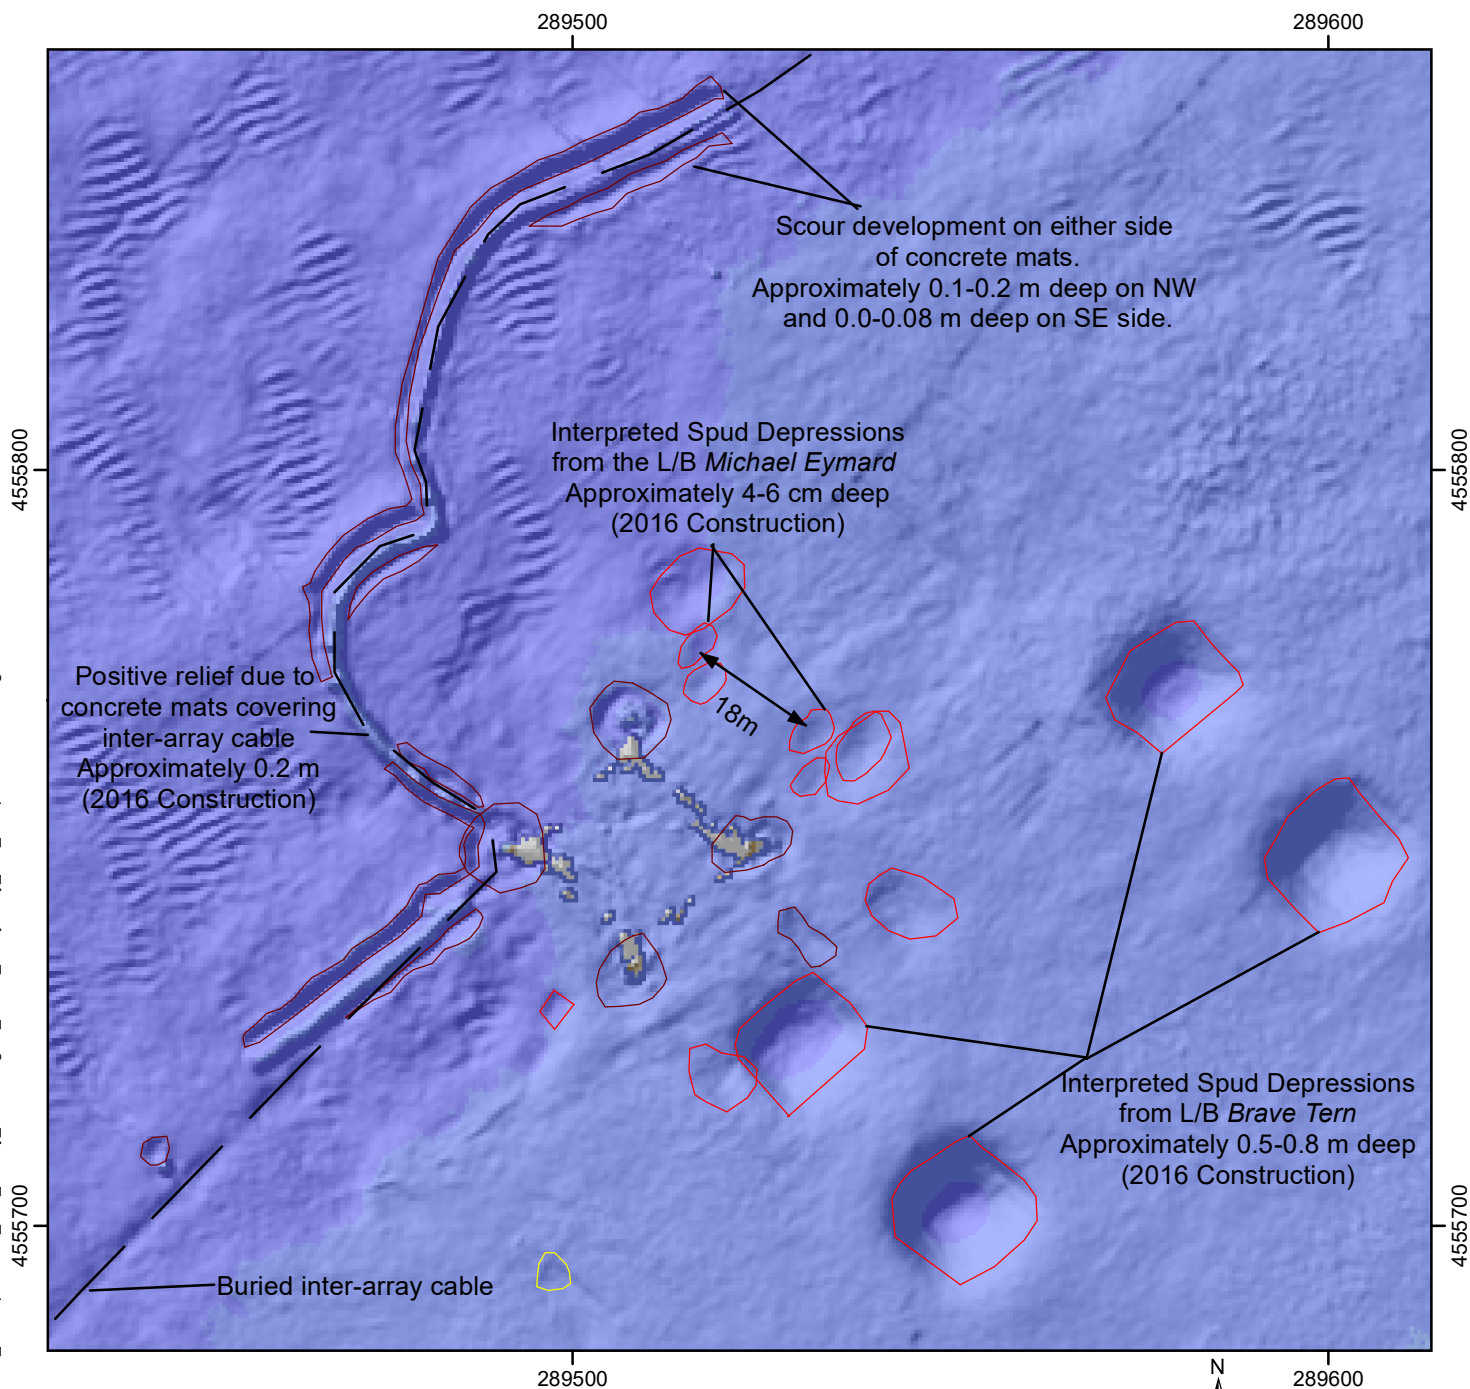 289500
289600
Scour development on either side
of concrete mats.
Approximately 0.1-0.2 m deep on NW
and 0.0-0.08 m deep on SE side.
Interpreted Spud Depressions
from the L/B Michael Eymard
Approximately 4-6 cm deep
(2016 Construction)
4555800
4555800
Positive relief due to
concrete mats covering
inter-array cable
Approximately 0.2 m
(2016 Construction)
18m
Interpreted Spud Depressions
from L/B Brave Tern
Approximately 0.5-0.8 m deep
(2016 Construction)
4555700
4555700
Buried inter-array cable
289500
289600
N